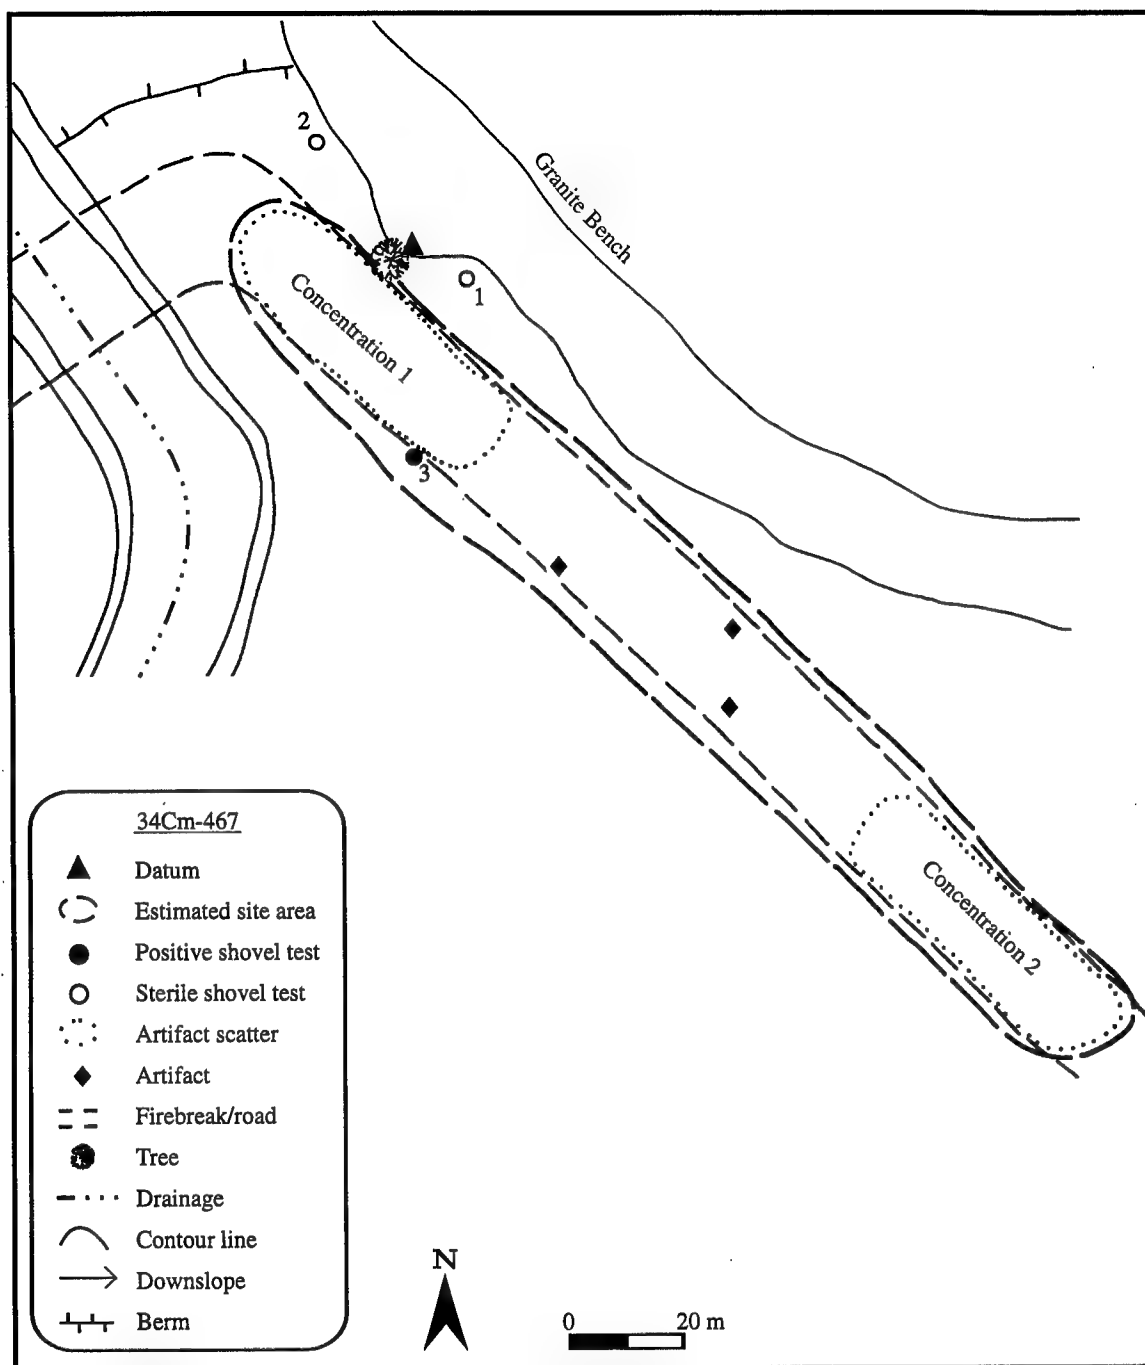 2
Granite Bench
1
Concentration 1
3
Concentration 2
34Cm-467
Datum
Estimated site area
Positive shovel test
Sterile shovel test
Artifact scatter
Artifact
Firebreak/road
Tree
Drainage
Contour line
Downslope
Berm
N
0 20 m